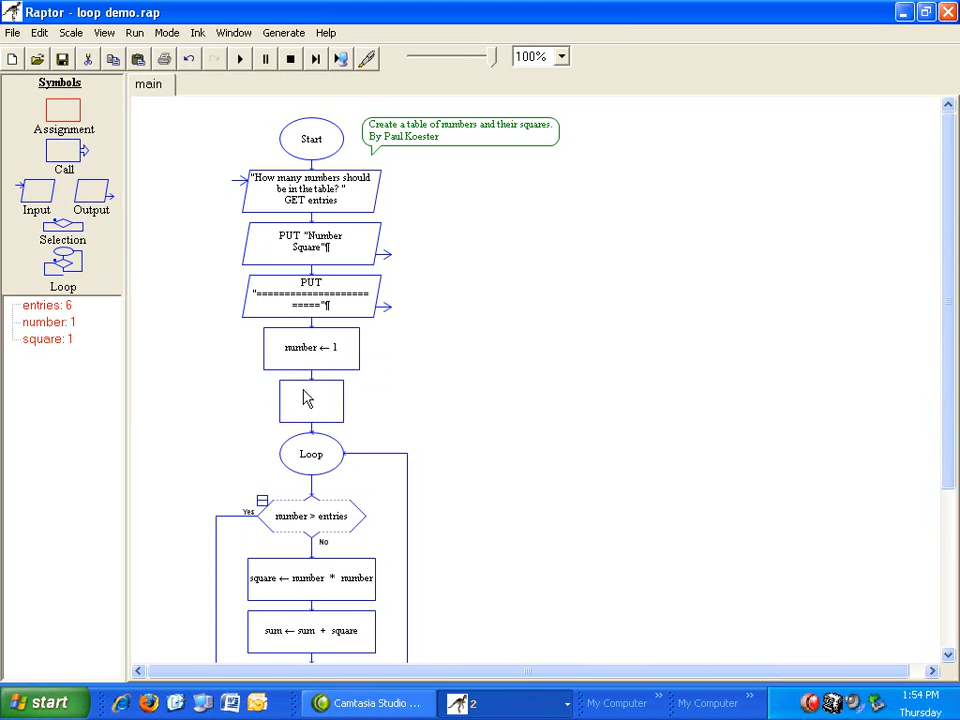 Raptor - loop demo.rap
File Edit Scale View Run Mode Ink Window Generate Help
100%
Symbols
main
Assignment
Call
Input Output
Selection
Loop
entries: 6
number: 1
square: 1
Start
Create a table of numbers and their squares.
By Paul Koester
"How many numbers should
be in the table? "
GET entries
PUT "Number
Square"¶
PUT
"====================
====="¶
number ← 1
Loop
Yes
number > entries
No
square ← number * number
sum ← sum + square
start
Camtasia Studio ...
2
My Computer
»
My Computer
»
1:54 PM
Thursday